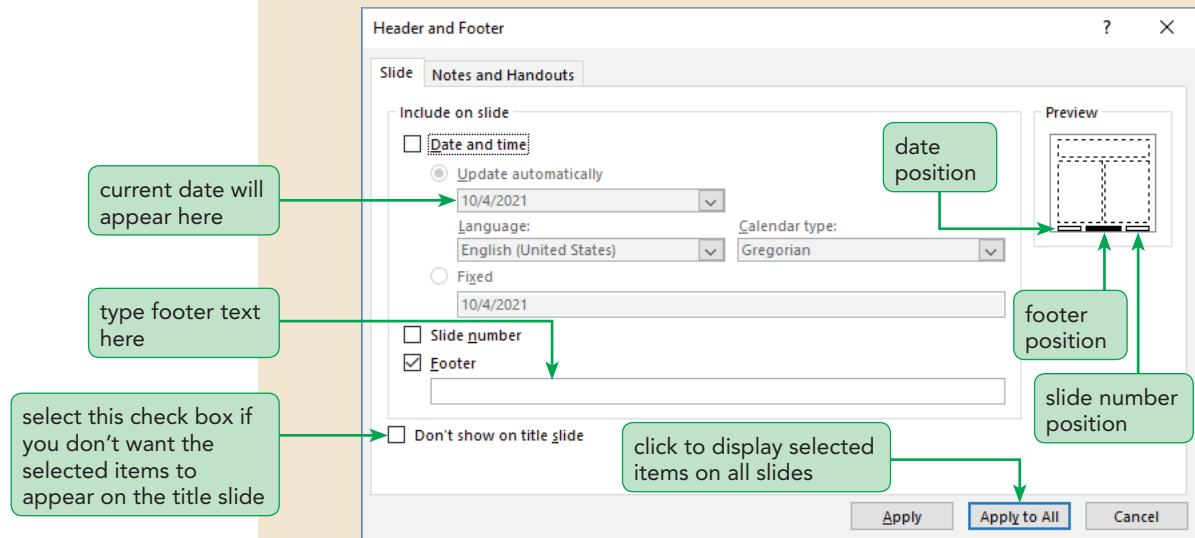 Header and Footer
?
Slide
Notes and Handouts
Include on slide
Preview
Date and time
date
position
Update automatically
current date will
appear here
10/4/2021
Language:
Calendar type:
English (United States)
Gregorian
Fixed
10/4/2021
type footer text
here
footer
position
Slide number
Footer
slide number
position
select this check box if
you don't want the
selected items to
appear on the title slide
Don't show on title slide
click to display selected
items on all slides
Apply
Apply to All
Cancel